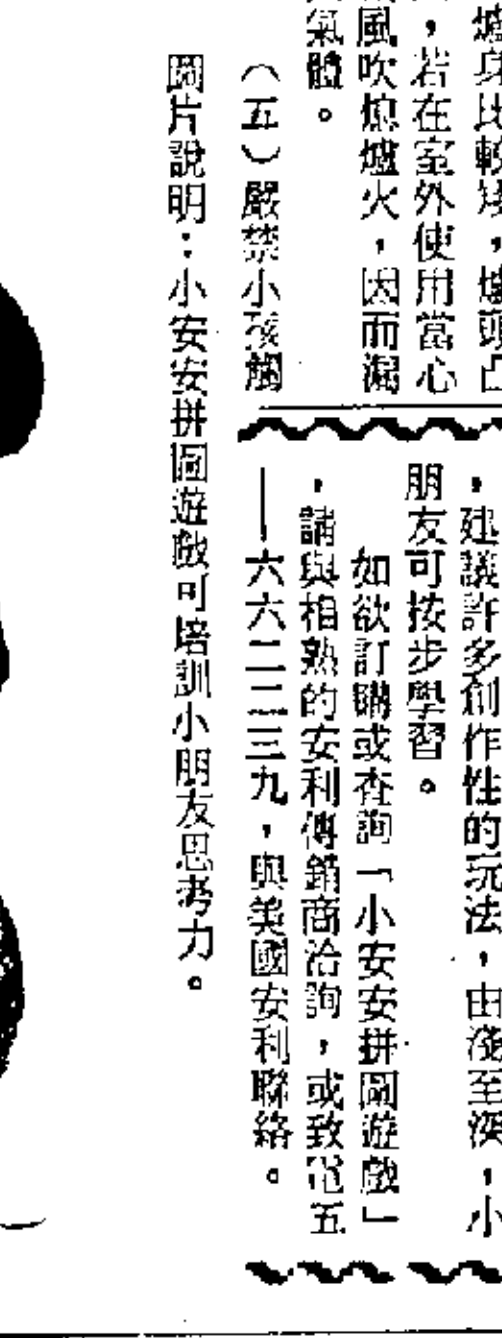 爐身比較矮，爐頭凸
，若在室外使用當心
風吹熄爐火，因而漏
氣體。
（五）嚴禁小孩觸
，建議許多創作性的玩法，由淺至深，小
朋友可按步學習。
如欲訂購或查詢「小安安拼圖遊戲」
，請與相熟的安利傳銷商洽詢，或致電五
—六六二二三九，與美國安利聯絡。
圖片說明：小安安拼圖遊戲可培訓小朋友思考力。